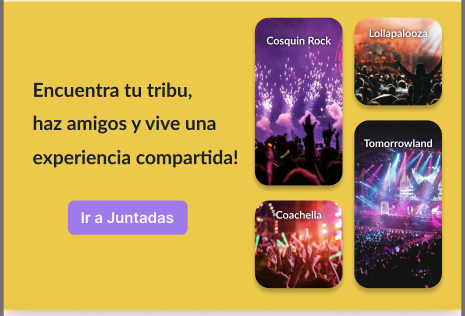 Encuentra tu tribu,
haz amigos y vive una
experiencia compartida!
Ir a Juntadas
Cosquin Rock
Lollapalooza
Tomorrowland
Coachella